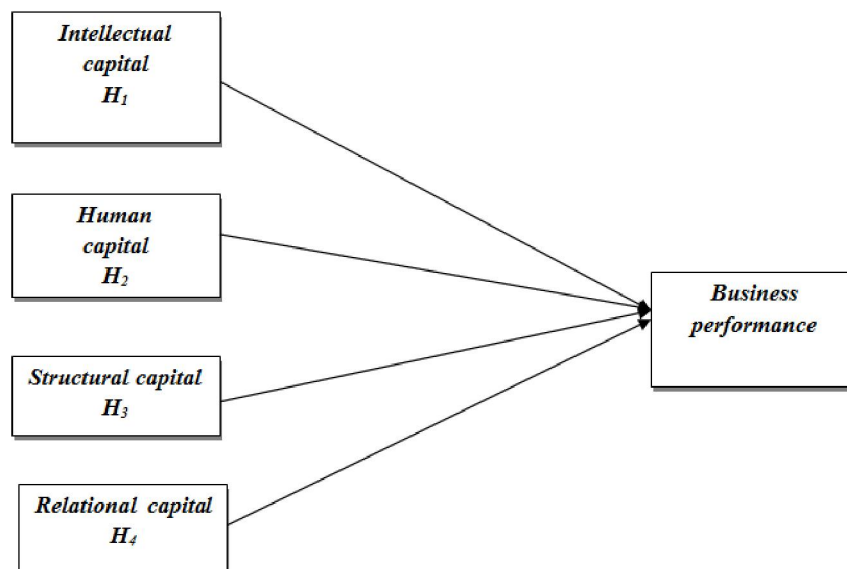 Intellectual
capital
H₁
Human
capital
H₂
Structural capital
H₃
Relational capital
H₄
Business
performance